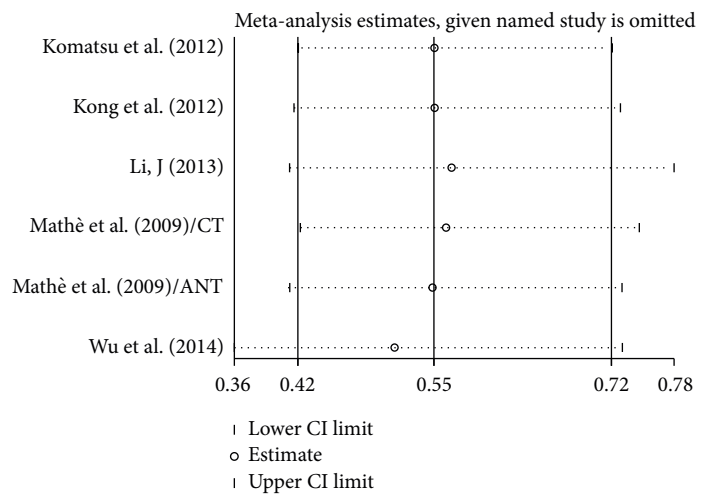 Meta-analysis estimates, given named study is omitted
Komatsu et al. (2012)
Kong et al. (2012)
Li, J (2013)
Mathè et al. (2009)/CT
Mathè et al. (2009)/ANT
Wu et al. (2014)
0.36 0.42 0.55 0.72 0.78
Lower CI limit
Estimate
Upper CI limit